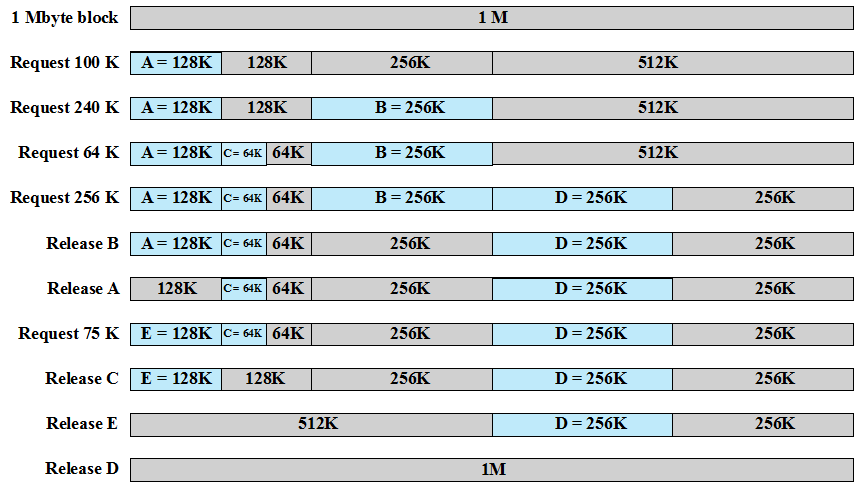 1 Mbyte block 1 M
Request 100 K A = 128K 128K 256K 512K
Request 240 K A = 128K 128K B = 256K 512K
Request 64 K A = 128K C= 64K 64K B = 256K 512K
Request 256 K A = 128K C= 64K 64K B = 256K D = 256K 256K
Release B A = 128K C= 64K 64K 256K D = 256K 256K
Release A 128K C= 64K 64K 256K D = 256K 256K
Request 75 K E = 128K C= 64K 64K 256K D = 256K 256K
Release C E = 128K 128K 256K D = 256K 256K
Release E 512K D = 256K 256K
Release D 1M